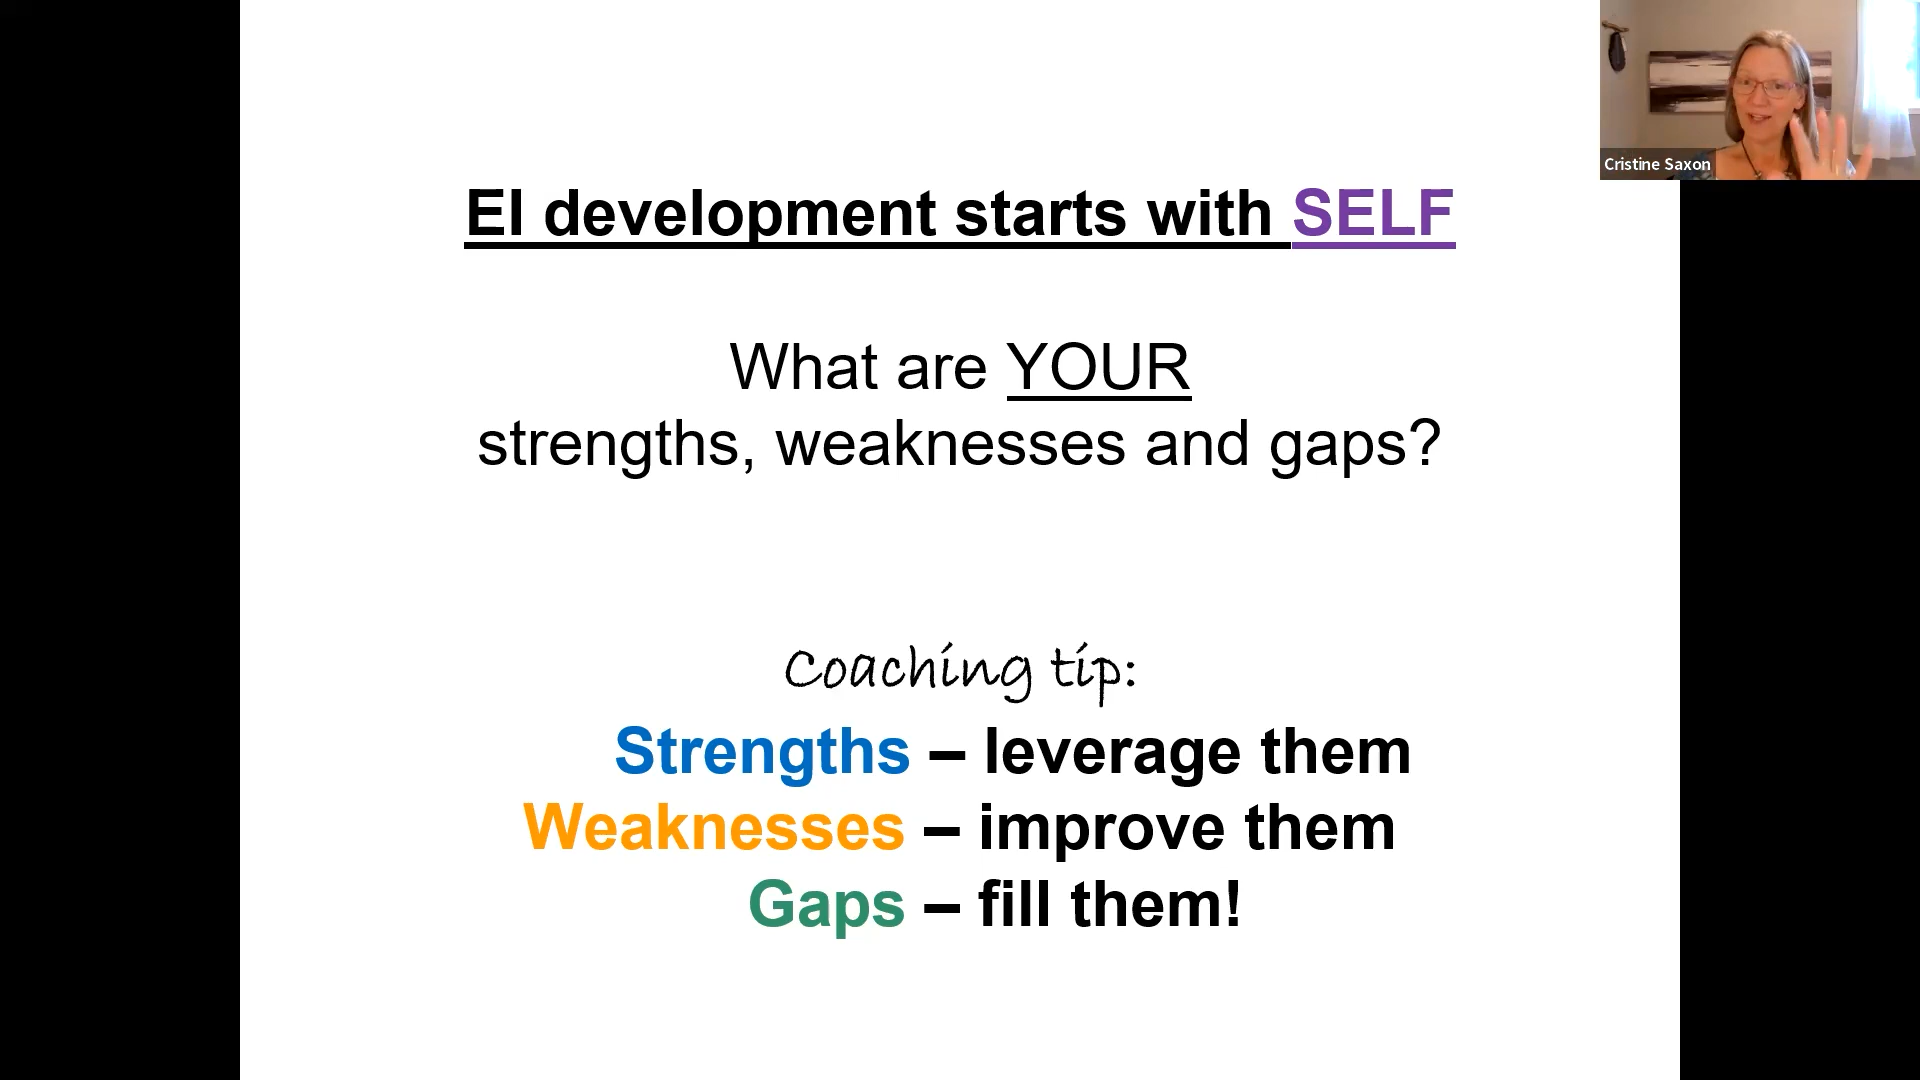 Cristine Saxon
EI development starts with SELF
What are YOUR
strengths, weaknesses and gaps?
Coaching tip:
Strengths – leverage them
Weaknesses – improve them
Gaps – fill them!